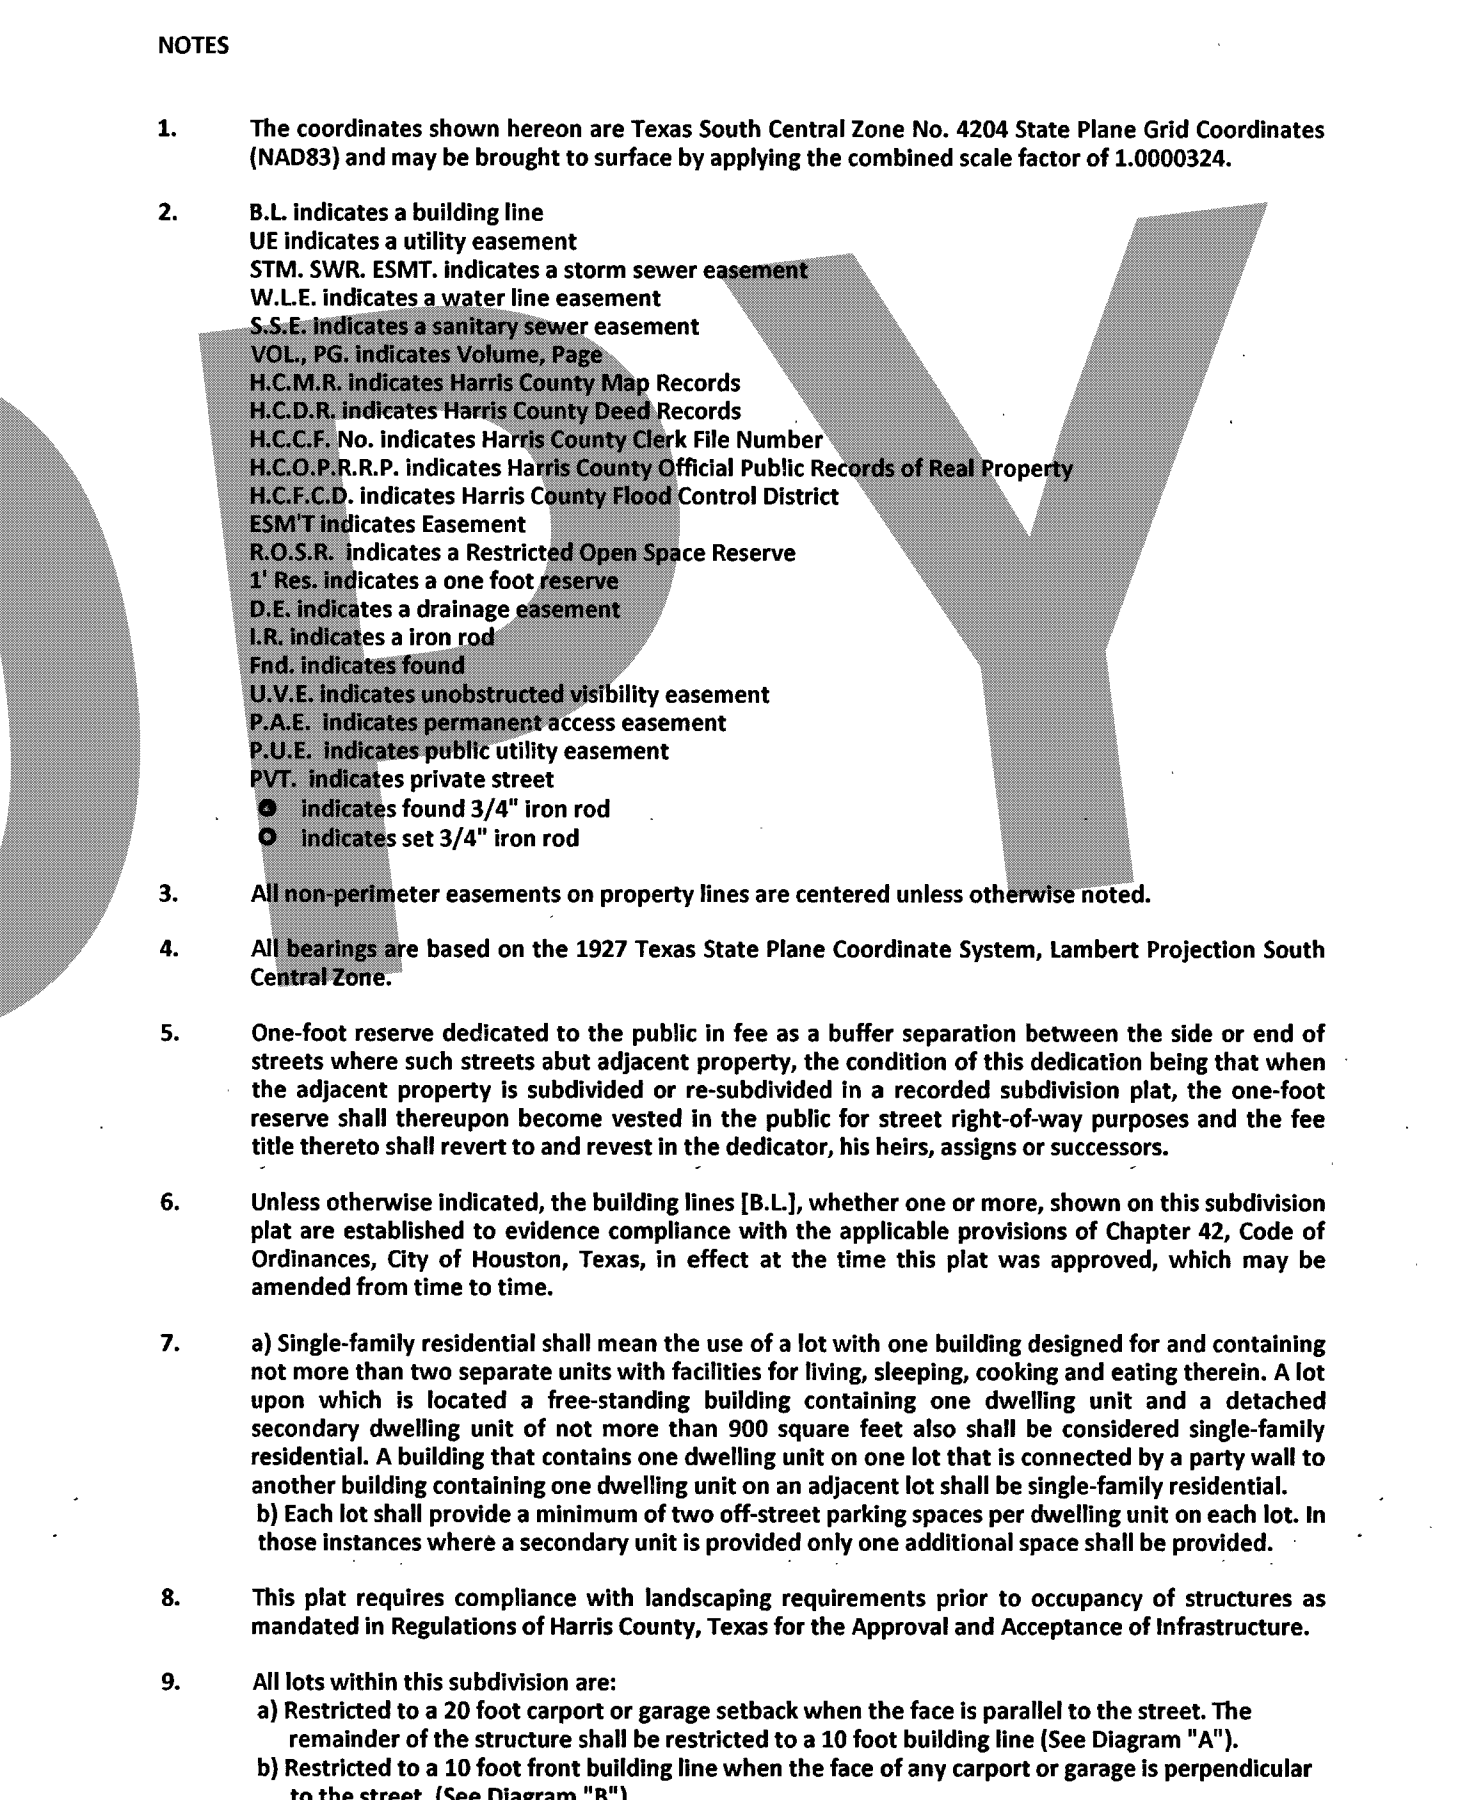 NOTES
1. The coordinates shown hereon are Texas South Central Zone No. 4204 State Plane Grid Coordinates
(NAD83) and may be brought to surface by applying the combined scale factor of 1.0000324.
2. B.L. indicates a building line
UE indicates a utility easement
STM. SWR. ESMT. indicates a storm sewer easement
W.L.E. indicates a water line easement
S.S.E. indicates a sanitary sewer easement
VOL., PG. indicates Volume, Page
H.C.M.R. indicates Harris County Map Records
H.C.D.R. indicates Harris County Deed Records
H.C.C.F. No. indicates Harris County Clerk File Number
H.C.O.P.R.R.P. indicates Harris County Official Public Records of Real Property
H.C.F.C.D. indicates Harris County Flood Control District
ESM'T indicates Easement
R.O.S.R. indicates a Restricted Open Space Reserve
1' Res. indicates a one foot reserve
D.E. indicates a drainage easement
I.R. indicates a iron rod
Fnd. indicates found
U.V.E. indicates unobstructed visibility easement
P.A.E. indicates permanent access easement
P.U.E. indicates public utility easement
PVT. indicates private street
indicates found 3/4" iron rod
indicates set 3/4" iron rod
3. All non-perimeter easements on property lines are centered unless otherwise noted.
4. All bearings are based on the 1927 Texas State Plane Coordinate System, Lambert Projection South
Central Zone.
5. One-foot reserve dedicated to the public in fee as a buffer separation between the side or end of
streets where such streets abut adjacent property, the condition of this dedication being that when
the adjacent property is subdivided or re-subdivided in a recorded subdivision plat, the one-foot
reserve shall thereupon become vested in the public for street right-of-way purposes and the fee
title thereto shall revert to and revest in the dedicator, his heirs, assigns or successors.
6. Unless otherwise indicated, the building lines [B.L.], whether one or more, shown on this subdivision
plat are established to evidence compliance with the applicable provisions of Chapter 42, Code of
Ordinances, City of Houston, Texas, in effect at the time this plat was approved, which may be
amended from time to time.
7. a) Single-family residential shall mean the use of a lot with one building designed for and containing
not more than two separate units with facilities for living, sleeping, cooking and eating therein. A lot
upon which is located a free-standing building containing one dwelling unit and a detached
secondary dwelling unit of not more than 900 square feet also shall be considered single-family
residential. A building that contains one dwelling unit on one lot that is connected by a party wall to
another building containing one dwelling unit on an adjacent lot shall be single-family residential.
b) Each lot shall provide a minimum of two off-street parking spaces per dwelling unit on each lot. In
those instances where a secondary unit is provided only one additional space shall be provided.
8. This plat requires compliance with landscaping requirements prior to occupancy of structures as
mandated in Regulations of Harris County, Texas for the Approval and Acceptance of Infrastructure.
9. All lots within this subdivision are:
a) Restricted to a 20 foot carport or garage setback when the face is parallel to the street. The
remainder of the structure shall be restricted to a 10 foot building line (See Diagram "A").
b) Restricted to a 10 foot front building line when the face of any carport or garage is perpendicular
to the street. (See Diagram "B")
OPY